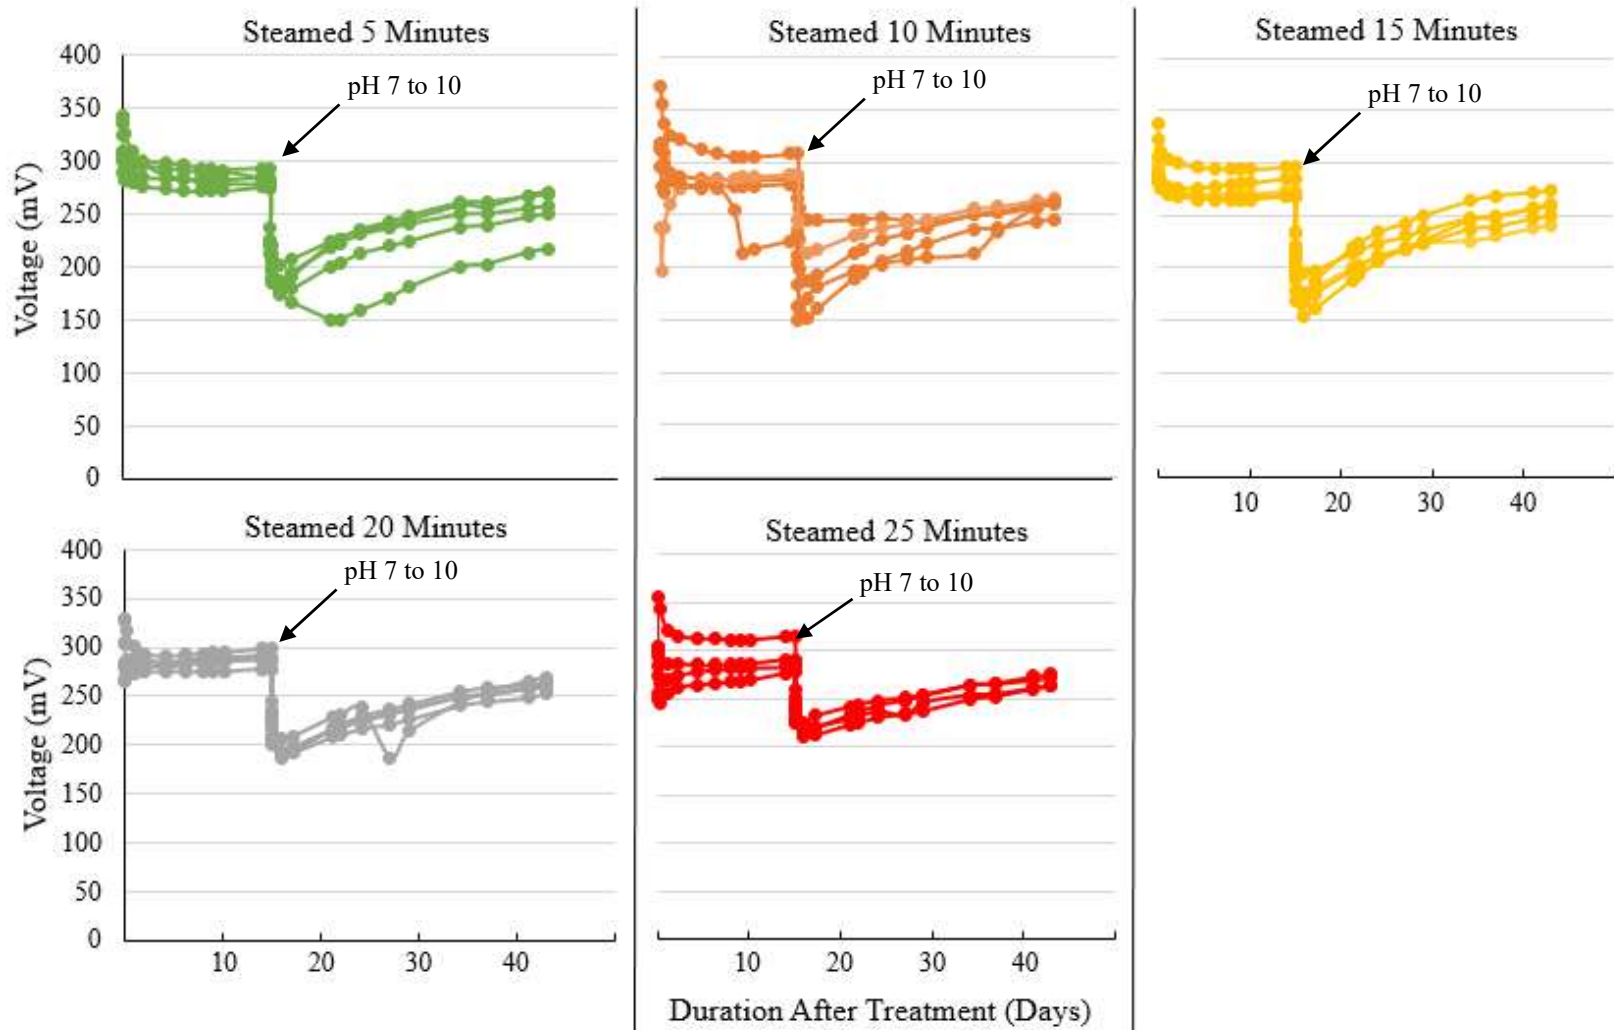 Steamed 5 Minutes
Steamed 10 Minutes
Steamed 15 Minutes
pH 7 to 10
pH 7 to 10
pH 7 to 10
Voltage (mV)
400
350
300
250
200
150
100
50
0
10 20 30 40
Steamed 20 Minutes
Steamed 25 Minutes
pH 7 to 10
pH 7 to 10
Voltage (mV)
400
350
300
250
200
150
100
50
0
10 20 30 40
10 20 30 40
Duration After Treatment (Days)